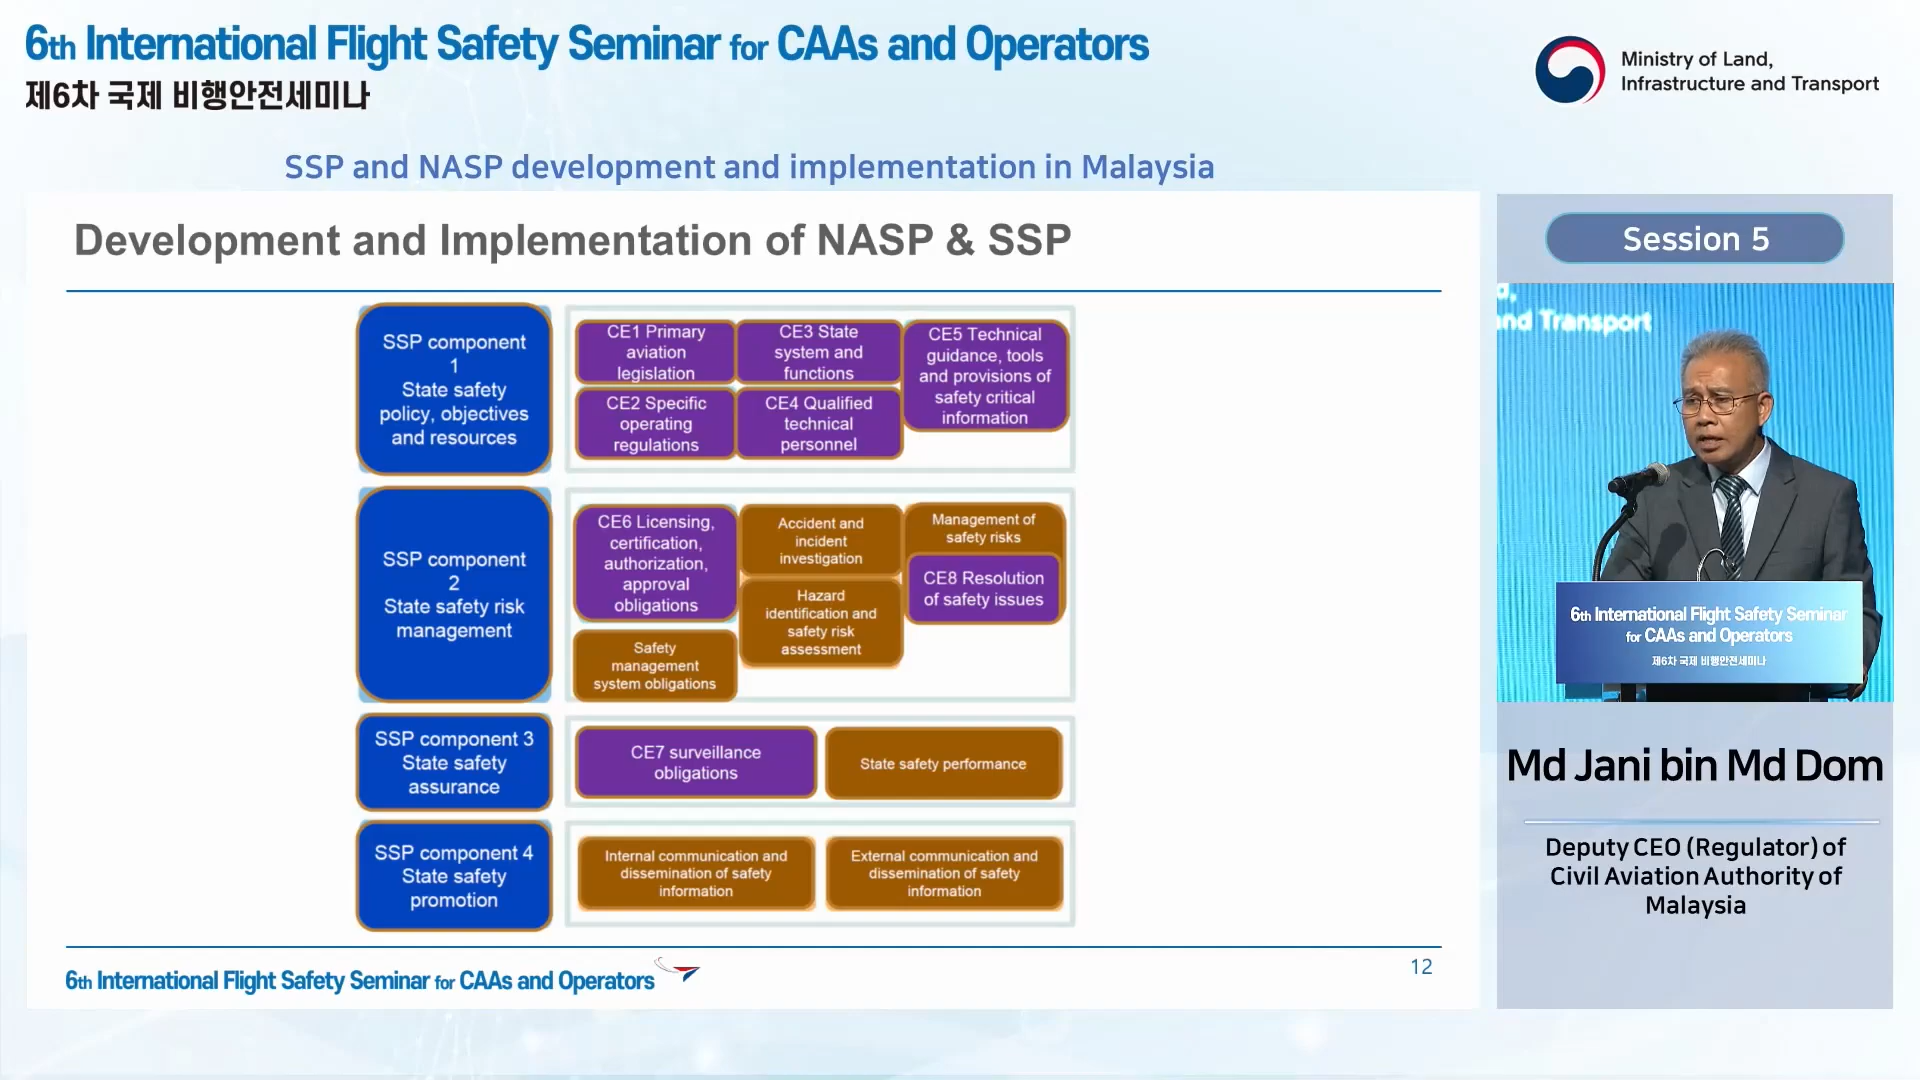 6th International Flight Safety Seminar for CAAs and Operators
제6차 국제 비행안전세미나
Ministry of Land,
Infrastructure and Transport
SSP and NASP development and implementation in Malaysia
Development and Implementation of NASP & SSP
SSP component
1
State safety
policy, objectives
and resources
CE1 Primary
aviation
legislation
CE3 State
system and
functions
CE5 Technical
guidance, tools
and provisions of
safety critical
information
CE2 Specific
operating
regulations
CE4 Qualified
technical
personnel
SSP component
2
State safety risk
management
CE6 Licensing,
certification,
authorization,
approval
obligations
Accident and
incident
investigation
Management of
safety risks
CE8 Resolution
of safety issues
Hazard
identification and
safety risk
assessment
Safety
management
system obligations
SSP component 3
State safety
assurance
CE7 surveillance
obligations
State safety performance
SSP component 4
State safety
promotion
Internal communication and
dissemination of safety
information
External communication and
dissemination of safety
information
6th International Flight Safety Seminar for CAAs and Operators
12
Session 5
d,
and Transport
6th International Flight Safety Seminar
for CAAs and Operators
제6차 국제 비행안전세미나
Md Jani bin Md Dom
Deputy CEO (Regulator) of
Civil Aviation Authority of
Malaysia